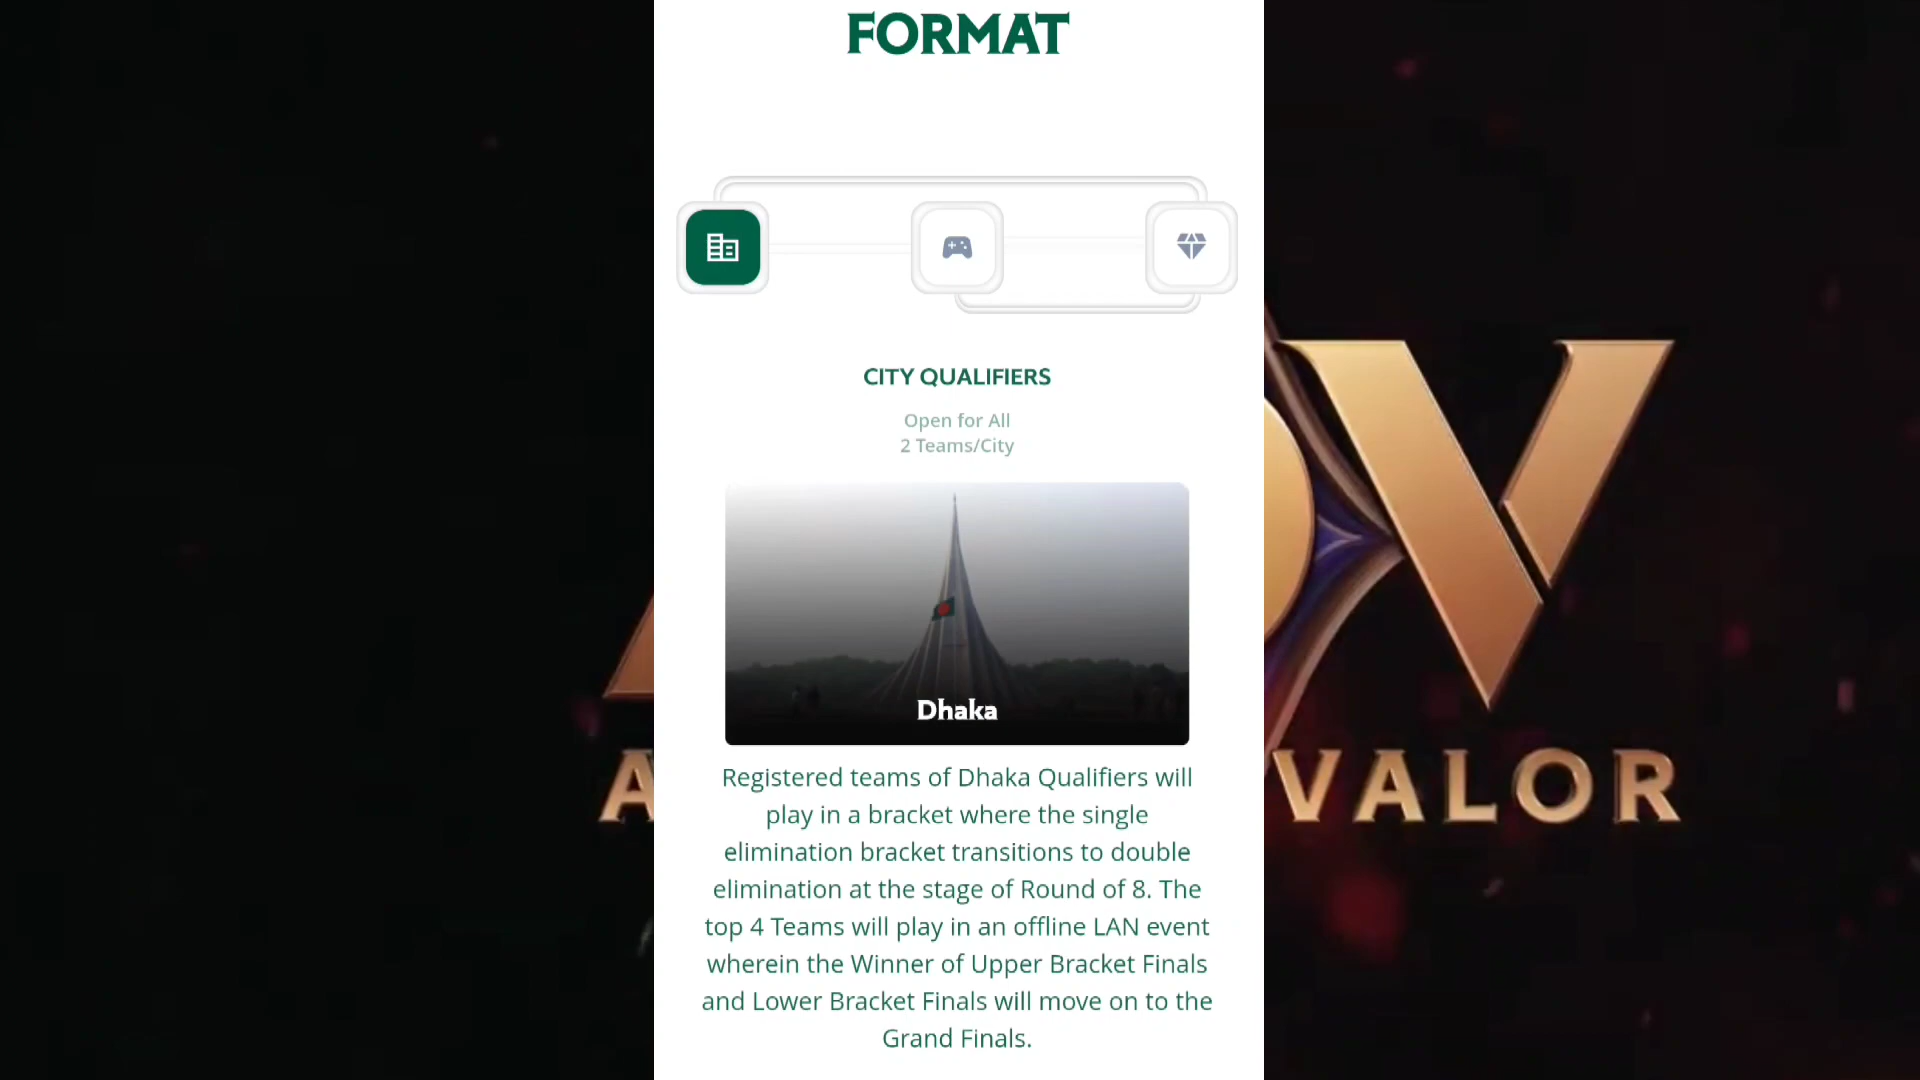 FORMAT
CITY QUALIFIERS
Open for All
2 Teams/City
Dhaka
Registered teams of Dhaka Qualifiers will
play in a bracket where the single
elimination bracket transitions to double
elimination at the stage of Round of 8. The
top 4 Teams will play in an offline LAN event
wherein the Winner of Upper Bracket Finals
and Lower Bracket Finals will move on to the
Grand Finals.
V
A
VALOR